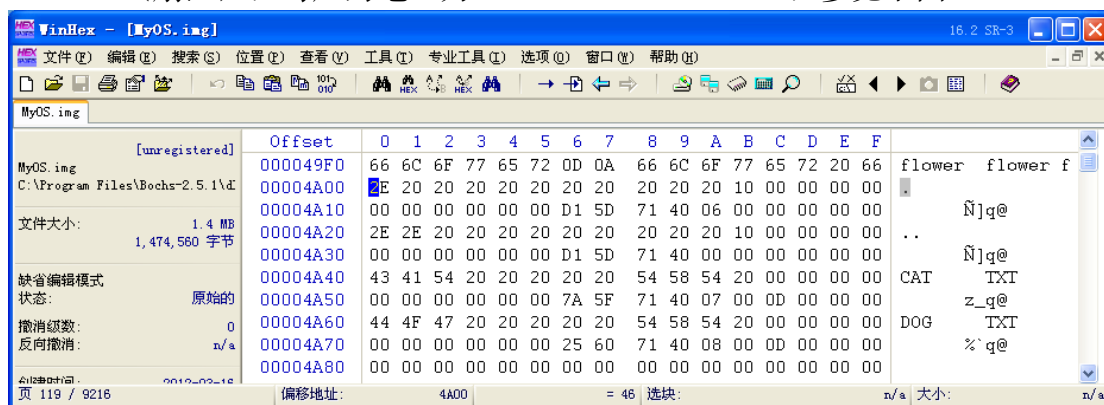 WinHex - [MyOS.img] 16.2 SR-3
文件(F) 编辑(E) 搜索(S) 位置(P) 查看(V) 工具(T) 专业工具(I) 选项(O) 窗口(W) 帮助(H)
MyOS.img
[unregistered]
MyOS.img
C:\Program Files\Bochs-2.5.1\d
文件大小: 1.4 MB
1,474,560 字节
缺省编辑模式
状态: 原始的
撤消级数: 0
反向撤消: n/a
Offset 0 1 2 3 4 5 6 7 8 9 A B C D E F
000049F0 66 6C 6F 77 65 72 0D 0A 66 6C 6F 77 65 72 20 66 flower flower f
00004A00 2E 20 20 20 20 20 20 20 20 20 20 10 00 00 00 00 .
00004A10 00 00 00 00 00 00 D1 5D 71 40 06 00 00 00 00 00 Ñ]q@
00004A20 2E 2E 20 20 20 20 20 20 20 20 20 10 00 00 00 00 ..
00004A30 00 00 00 00 00 00 D1 5D 71 40 00 00 00 00 00 00 Ñ]q@
00004A40 43 41 54 20 20 20 20 20 54 58 54 20 00 00 00 00 CAT TXT
00004A50 00 00 00 00 00 00 7A 5F 71 40 07 00 0D 00 00 00 z_q@
00004A60 44 4F 47 20 20 20 20 20 54 58 54 20 00 00 00 00 DOG TXT
00004A70 00 00 00 00 00 00 25 60 71 40 08 00 0D 00 00 00 %`q@
00004A80 00 00 00 00 00 00 00 00 00 00 00 00 00 00 00 00
页 119 / 9216 偏移地址: 4A00 = 46 选块: n/a 大小: n/a